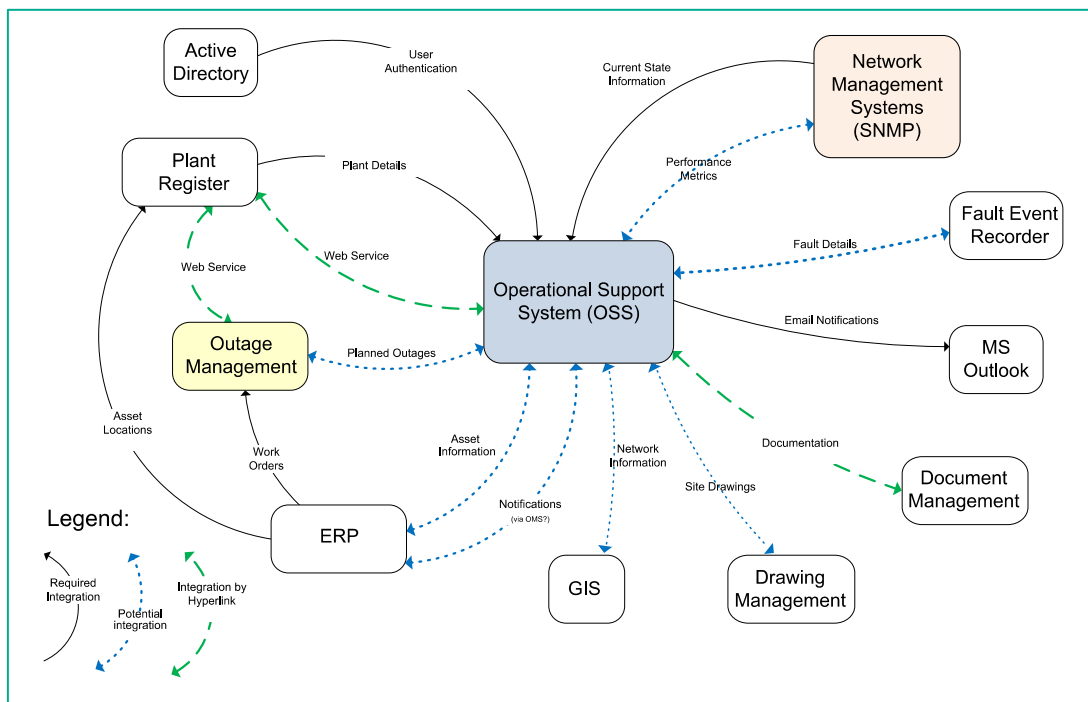 Active
Directory
User
Authentication
Current State
Information
Network
Management
Systems
(SNMP)
Plant
Register
Plant Details
Performance
Metrics
Fault Event
Recorder
Web Service
Web Service
Fault Details
Operational Support
System (OSS)
Email Notifications
Outage
Management
Planned Outages
MS
Outlook
Asset
Locations
Work
Orders
Asset
Information
Network
Information
Documentation
Site Drawings
Document
Management
Notifications
(via OMS?)
Legend:
ERP
Required
Integration
Potential
integration
Integration by
Hyperlink
GIS
Drawing
Management